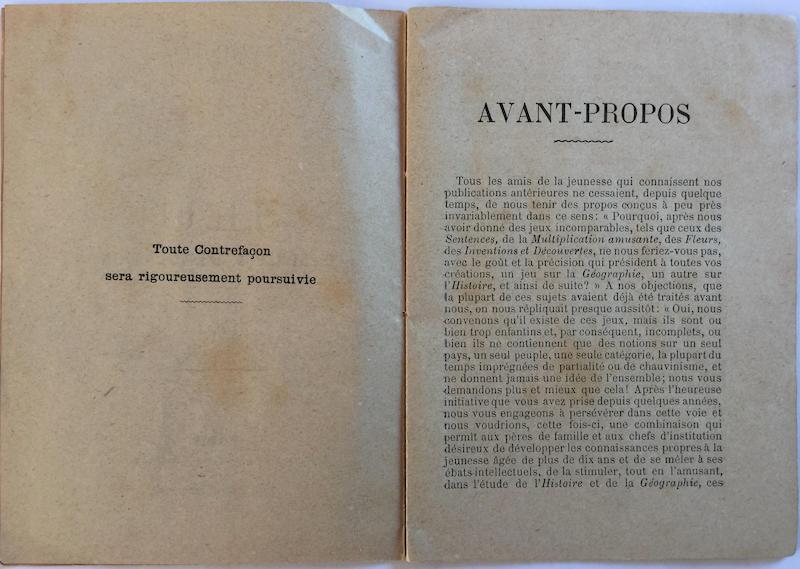 Toute Contrefaçon
sera rigoureusement poursuivie
AVANT-PROPOS
Tous les amis de la jeunesse qui connaissent nos
publications antérieures ne cessaient, depuis quelque
temps, de nous tenir des propos conçus à peu près
invariablement dans ce sens: « Pourquoi, après nous
avoir donné des jeux incomparables, tels que ceux des
Sentences, de la Multiplication amusante, des Fleurs,
des Inventions et Découvertes, ne nous feriez-vous pas,
avec le goût et la précision qui président à toutes vos
créations, un jeu sur la Géographie, un autre sur
l'Histoire, et ainsi de suite? » A nos objections, que
la plupart de ces sujets avaient déjà été traités avant
nous, on nous répliquait presque aussitôt: « Oui, nous
convenons qu'il existe de ces jeux, mais ils sont ou
bien trop enfantins et, par conséquent, incomplets, ou
bien ils ne contiennent que des notions sur un seul
pays, un seul peuple, une seule catégorie, la plupart du
temps imprégnées de partialité ou de chauvinisme, et
ne donnent jamais une idée de l'ensemble; nous vous
demandons plus et mieux que cela! Après l'heureuse
initiative que vous avez prise depuis quelques années,
nous vous engageons à persévérer dans cette voie et
nous voudrions, cette fois-ci, une combinaison qui
permît aux pères de famille et aux chefs d'institution
désireux de développer les connaissances propres à la
jeunesse âgée de plus de dix ans et de se mêler à ses
ébats intellectuels, de la stimuler, tout en l'amusant,
dans l'étude de l'Histoire et de la Géographie, ces